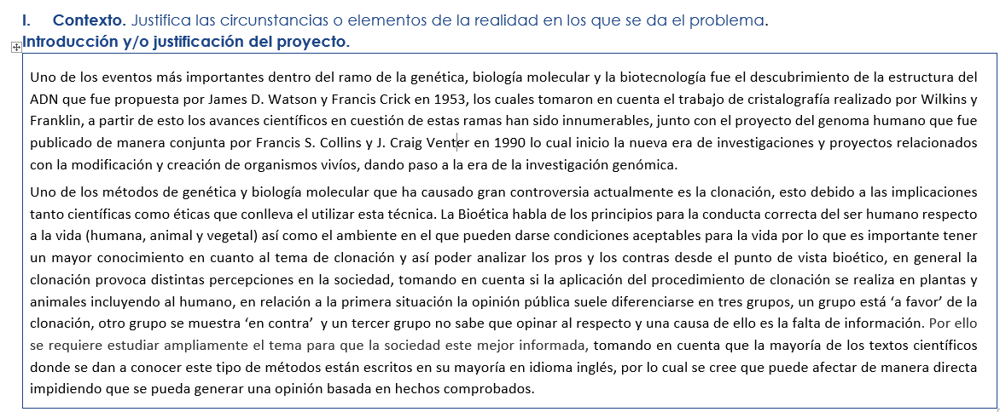 I. Contexto. Justifica las circunstancias o elementos de la realidad en los que se da el problema.
Introducción y/o justificación del proyecto.
Uno de los eventos más importantes dentro del ramo de la genética, biología molecular y la biotecnología fue el descubrimiento de la estructura del
ADN que fue propuesta por James D. Watson y Francis Crick en 1953, los cuales tomaron en cuenta el trabajo de cristalografía realizado por Wilkins y
Franklin, a partir de esto los avances científicos en cuestión de estas ramas han sido innumerables, junto con el proyecto del genoma humano que fue
publicado de manera conjunta por Francis S. Collins y J. Craig Venter en 1990 lo cual inicio la nueva era de investigaciones y proyectos relacionados
con la modificación y creación de organismos vivíos, dando paso a la era de la investigación genómica.
Uno de los métodos de genética y biología molecular que ha causado gran controversia actualmente es la clonación, esto debido a las implicaciones
tanto científicas como éticas que conlleva el utilizar esta técnica. La Bioética habla de los principios para la conducta correcta del ser humano respecto
a la vida (humana, animal y vegetal) así como el ambiente en el que pueden darse condiciones aceptables para la vida por lo que es importante tener
un mayor conocimiento en cuanto al tema de clonación y así poder analizar los pros y los contras desde el punto de vista bioético, en general la
clonación provoca distintas percepciones en la sociedad, tomando en cuenta si la aplicación del procedimiento de clonación se realiza en plantas y
animales incluyendo al humano, en relación a la primera situación la opinión pública suele diferenciarse en tres grupos, un grupo está ‘a favor’ de la
clonación, otro grupo se muestra ‘en contra’ y un tercer grupo no sabe que opinar al respecto y una causa de ello es la falta de información. Por ello
se requiere estudiar ampliamente el tema para que la sociedad este mejor informada, tomando en cuenta que la mayoría de los textos científicos
donde se dan a conocer este tipo de métodos están escritos en su mayoría en idioma inglés, por lo cual se cree que puede afectar de manera directa
impidiendo que se pueda generar una opinión basada en hechos comprobados.